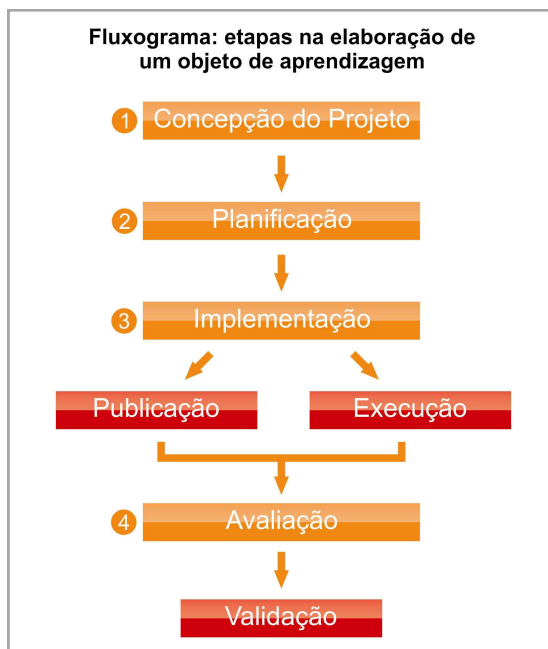 Fluxograma: etapas na elaboração de
um objeto de aprendizagem
1 Concepção do Projeto
2 Planificação
3 Implementação
Publicação Execução
4 Avaliação
Validação